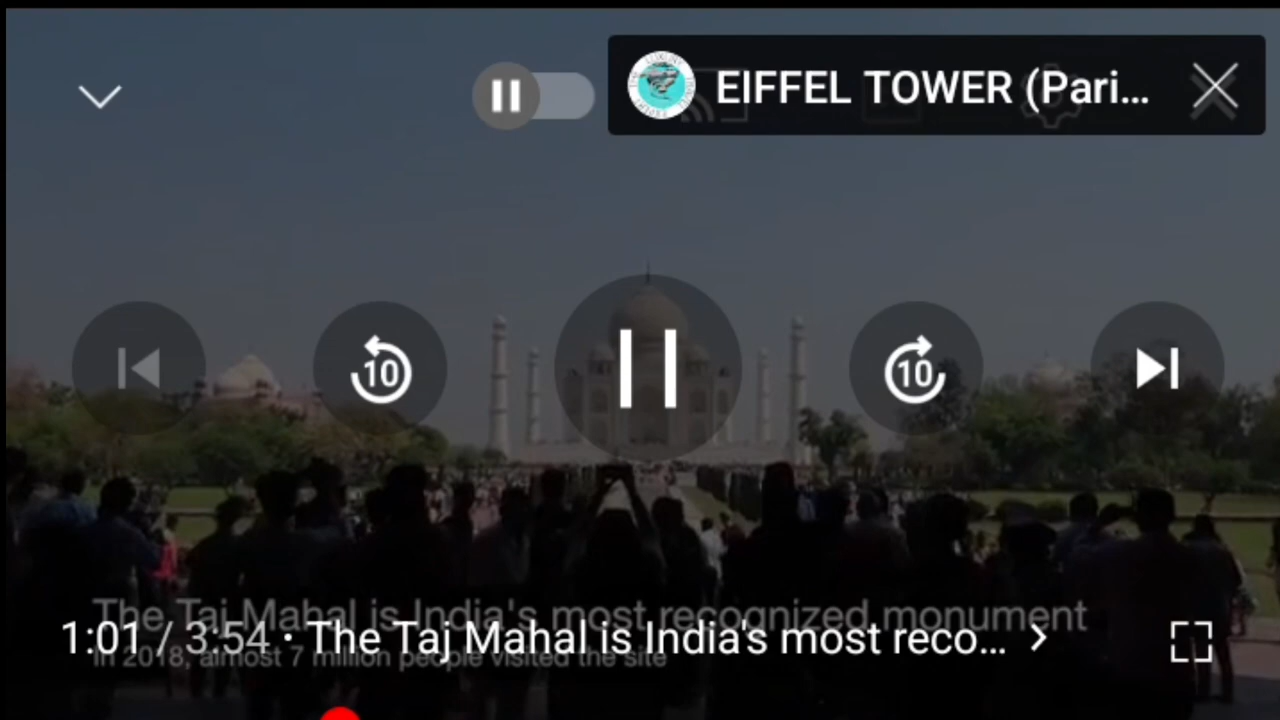 EIFFEL TOWER (Pari...
10
10
The Taj Mahal is India's most recognized monument
1:01 / 3:54 · The Taj Mahal is India's most reco...
In 2018, almost 7 million people visited the site